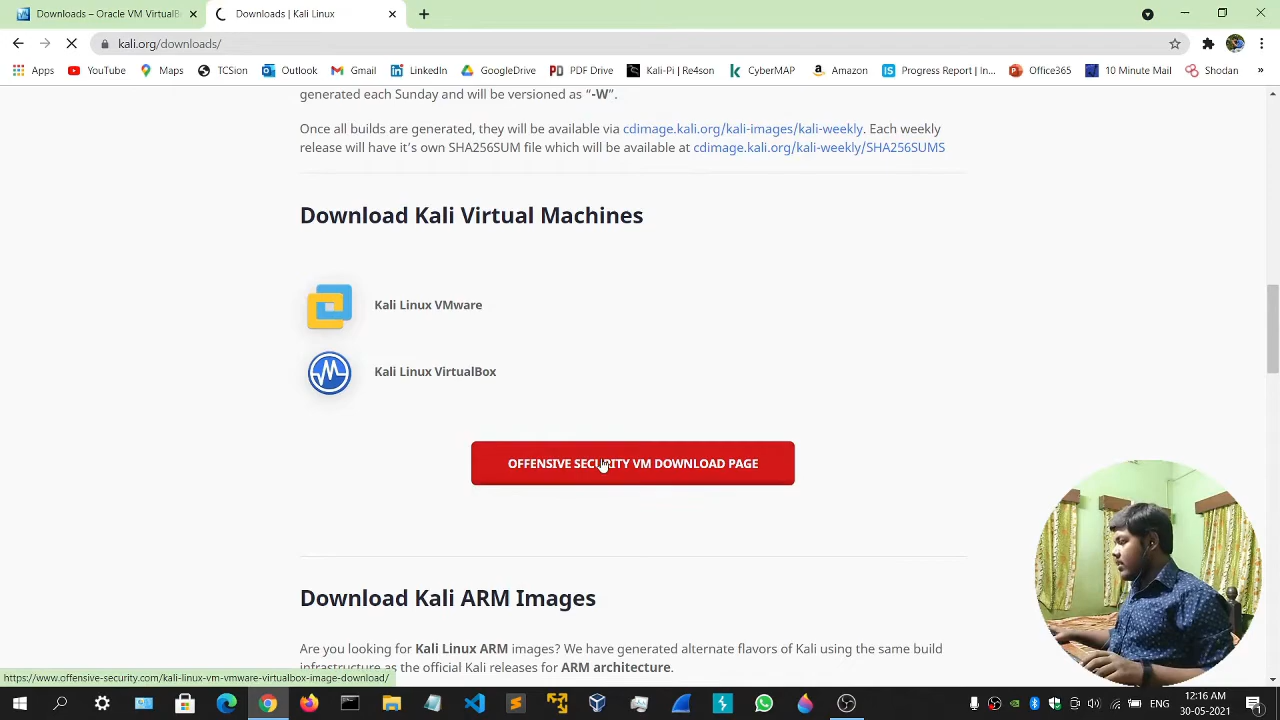 Downloads – Oracle VM VirtualB
Downloads | Kali Linux
kali.org/downloads/
Apps
YouTube
Maps
TCSion
Outlook
Gmail
LinkedIn
GoogleDrive
PDF Drive
Kali-Pi | Re4son
CyberMAP
Amazon
Progress Report | In...
Office365
10 Minute Mail
Shodan
»
generated each Sunday and will be versioned as “-W”.
Once all builds are generated, they will be available via cdimage.kali.org/kali-images/kali-weekly. Each weekly
release will have it’s own SHA256SUM file which will be available at cdimage.kali.org/kali-weekly/SHA256SUMS
Download Kali Virtual Machines
Kali Linux VMware
Kali Linux VirtualBox
OFFENSIVE SECURITY VM DOWNLOAD PAGE
Download Kali ARM Images
Are you looking for Kali Linux ARM images? We have generated alternate flavors of Kali using the same build
infrastructure as the official Kali releases for ARM architecture.
https://www.offensive-security.com/kali-linux-vm-vmware-virtualbox-image-download/
ENG
12:16 AM
30-05-2021